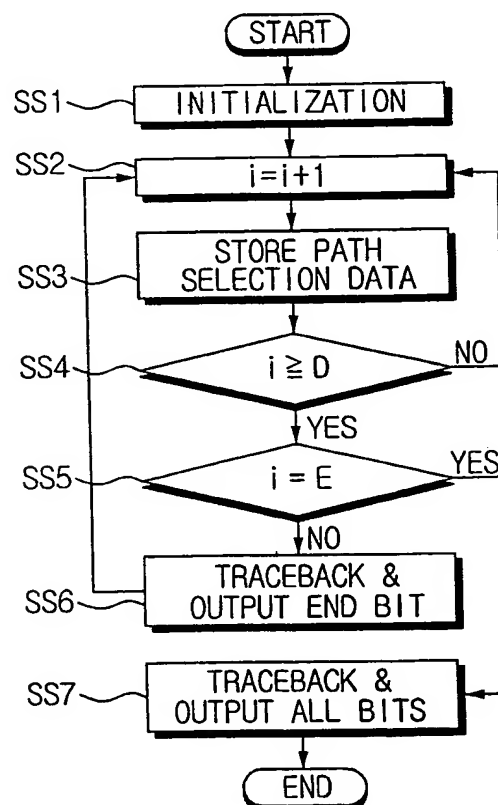 START
SS1
INITIALIZATION
SS2
i=i+1
SS3
STORE PATH
SELECTION DATA
SS4
i ≧ D
NO
YES
SS5
i = E
YES
NO
SS6
TRACEBACK &
OUTPUT END BIT
SS7
TRACEBACK &
OUTPUT ALL BITS
END